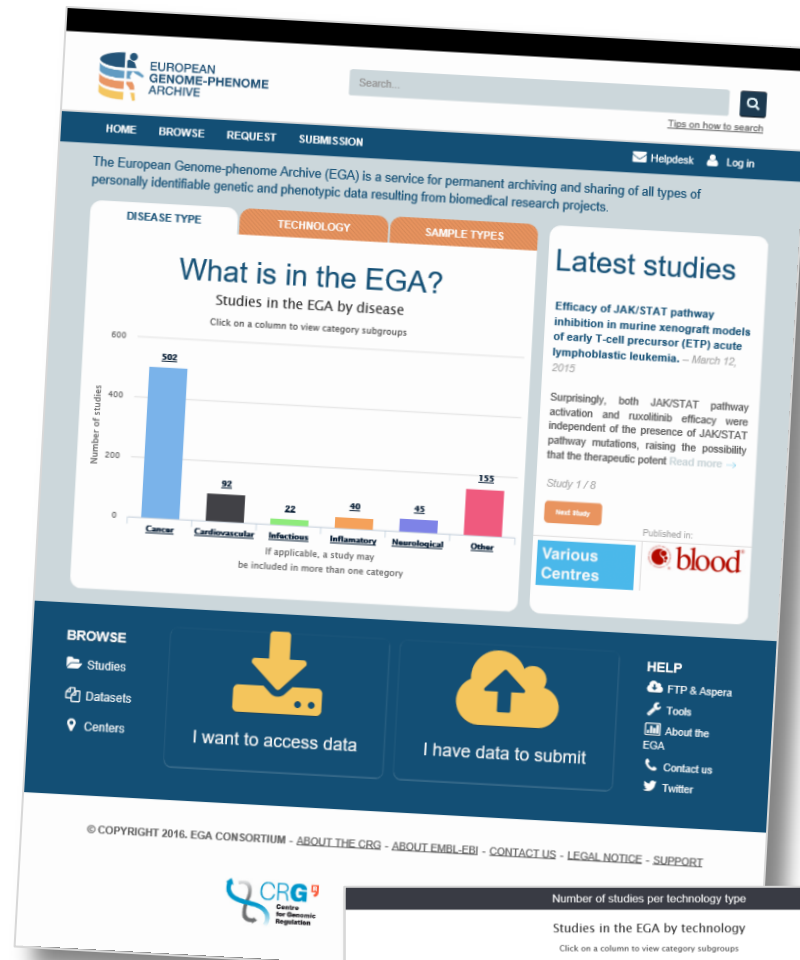 EUROPEAN
GENOME-PHENOME
ARCHIVE
Search...
Tips on how to search
HOME BROWSE REQUEST SUBMISSION
Helpdesk Log in
The European Genome-phenome Archive (EGA) is a service for permanent archiving and sharing of all types of
personally identifiable genetic and phenotypic data resulting from biomedical research projects.
DISEASE TYPE TECHNOLOGY SAMPLE TYPES
What is in the EGA?
Studies in the EGA by disease
Click on a column to view category subgroups
Number of studies
600
400
200
0
502
92
22
40
45
155
Cancer Cardiovascular Infectious Inflamatory Neurological Other
If applicable, a study may
be included in more than one category
Latest studies
Efficacy of JAK/STAT pathway
inhibition in murine xenograft models
of early T-cell precursor (ETP) acute
lymphoblastic leukemia. – March 12,
2015
Surprisingly, both JAK/STAT pathway
activation and ruxolitinib efficacy were
independent of the presence of JAK/STAT
pathway mutations, raising the possibility
that the therapeutic potent Read more →
Study 1 / 8
Next Study
Published in:
Various
Centres
blood
BROWSE
Studies
Datasets
Centers
I want to access data
I have data to submit
HELP
FTP & Aspera
Tools
About the
EGA
Contact us
Twitter
© COPYRIGHT 2016. EGA CONSORTIUM - ABOUT THE CRG - ABOUT EMBL-EBI - CONTACT US - LEGAL NOTICE - SUPPORT
CRG
Centre
for Genomic
Regulation
Number of studies per technology type
Studies in the EGA by technology
Click on a column to view category subgroups